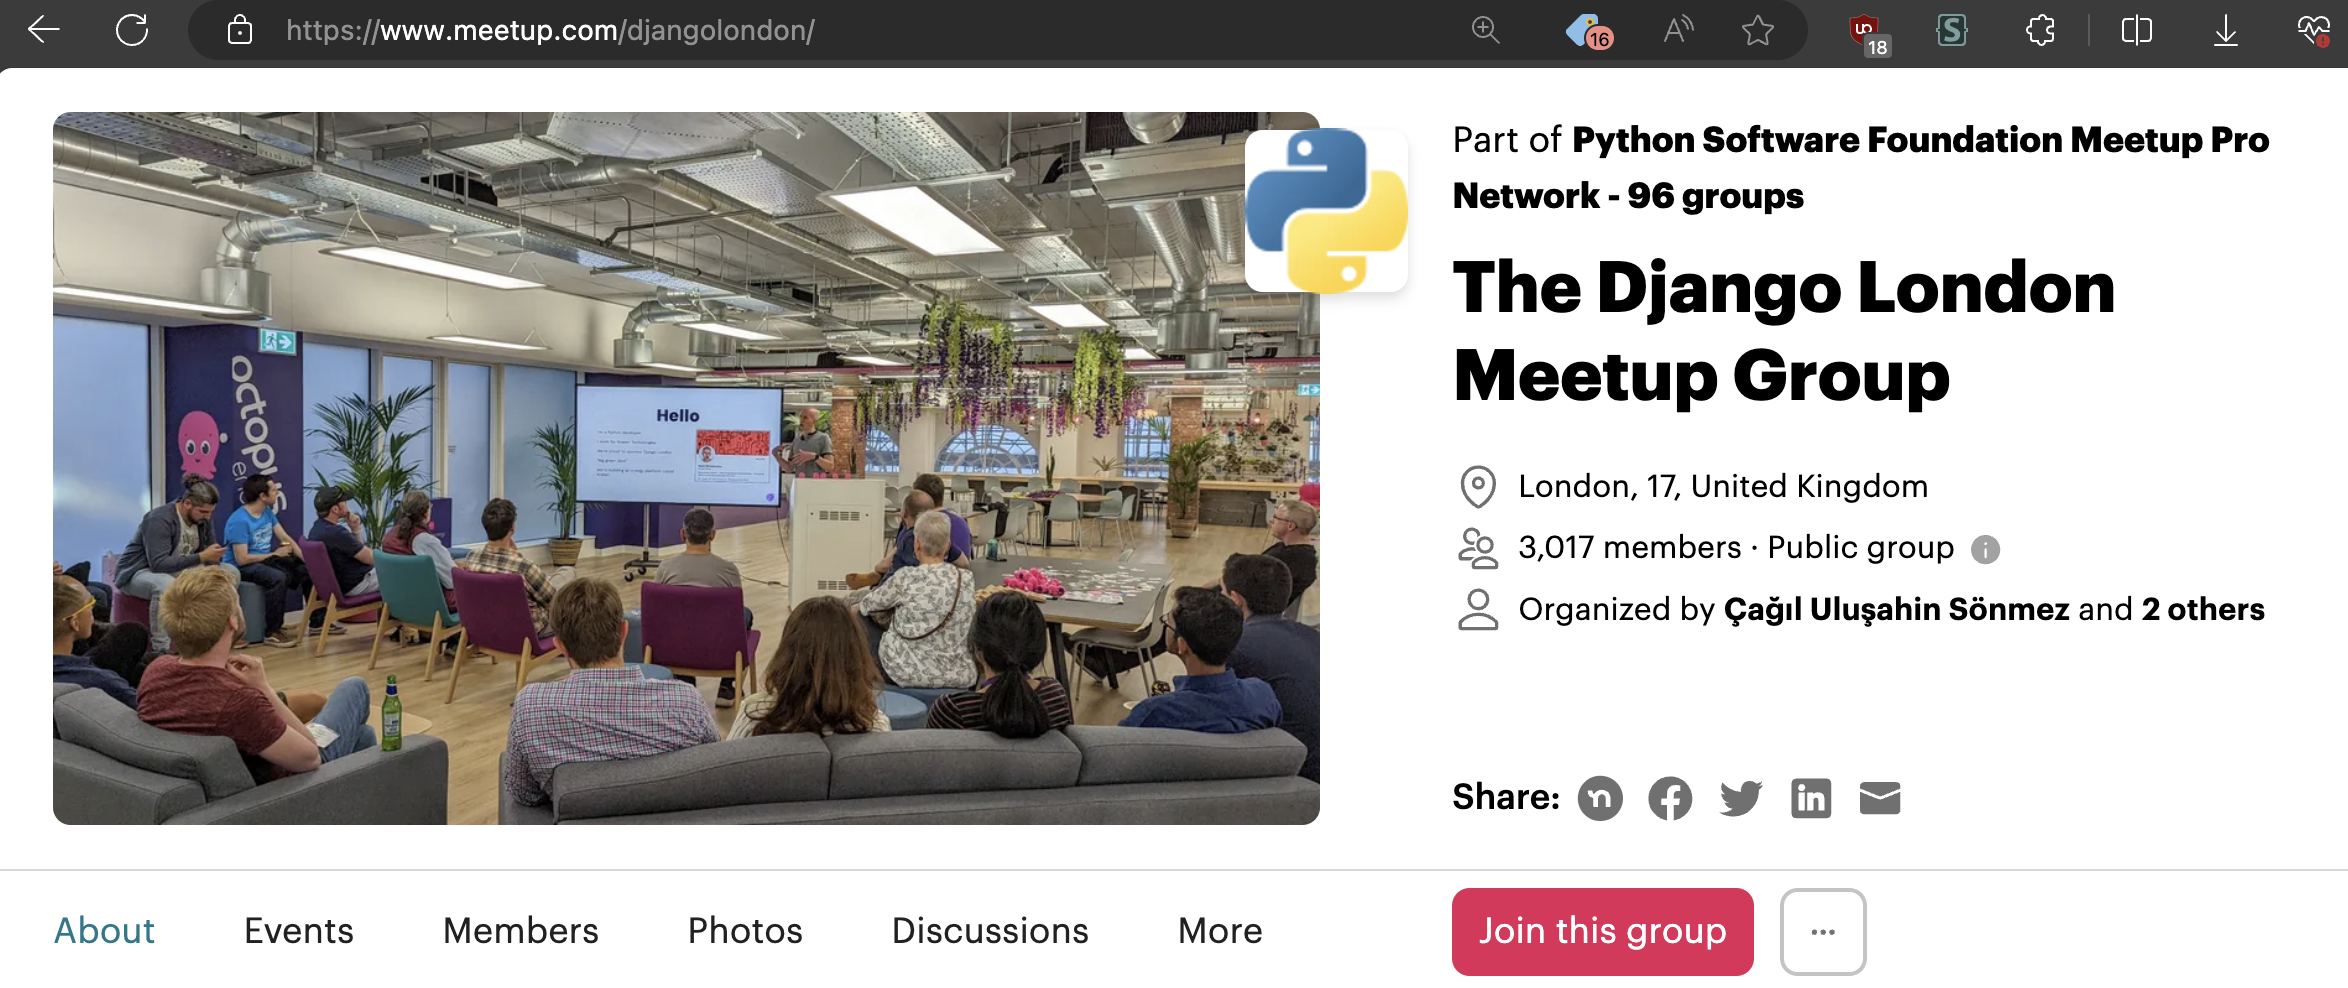 https://www.meetup.com/djangolondon/
16
A
UD
18
S
octopus
Hello
Part of Python Software Foundation Meetup Pro
Network - 96 groups
The Django London
Meetup Group
London, 17, United Kingdom
3,017 members · Public group
Organized by Çağıl Uluşahin Sönmez and 2 others
Share:
in
About Events Members Photos Discussions More
Join this group